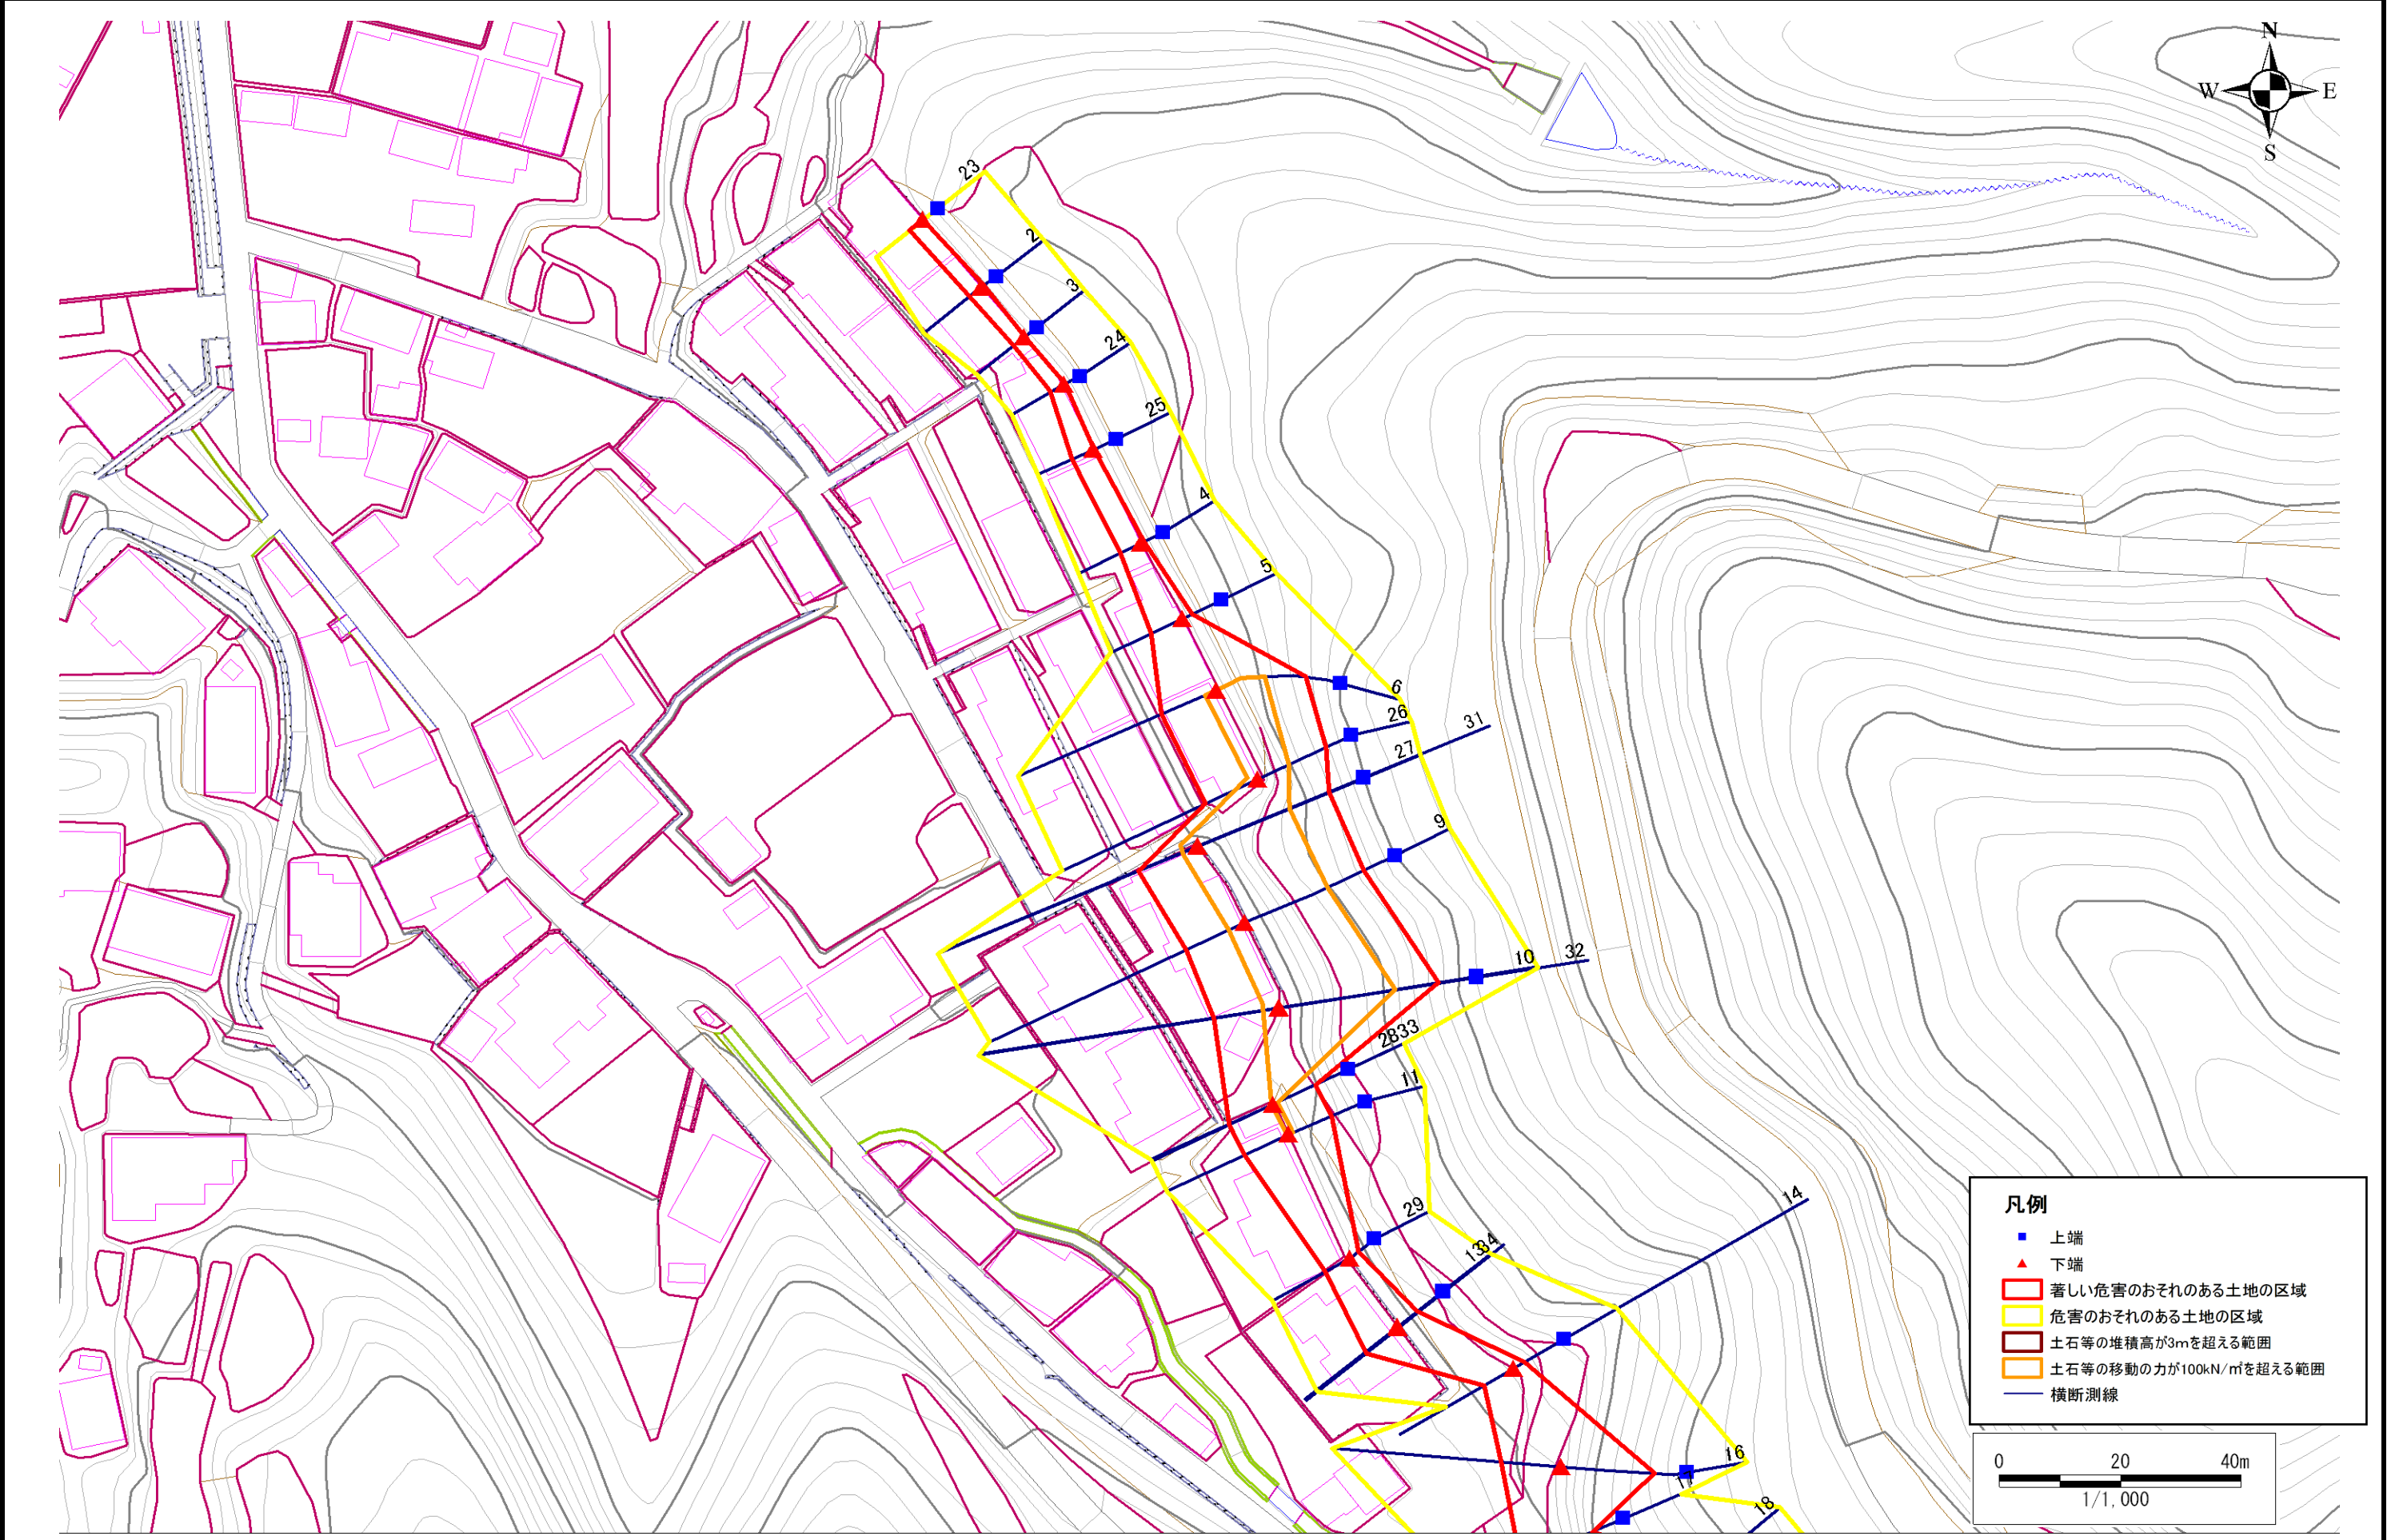 N
W E
S
23
2
3
24
25
4
5
6
26
31
27
9
10
32
28 33
11
29
14
13 34
16
17
18
凡例
上端
下端
著しい危害のおそれのある土地の区域
危害のおそれのある土地の区域
土石等の堆積高が3mを超える範囲
土石等の移動の力が100kN/㎡を超える範囲
横断測線
0 20 40m
1/1,000